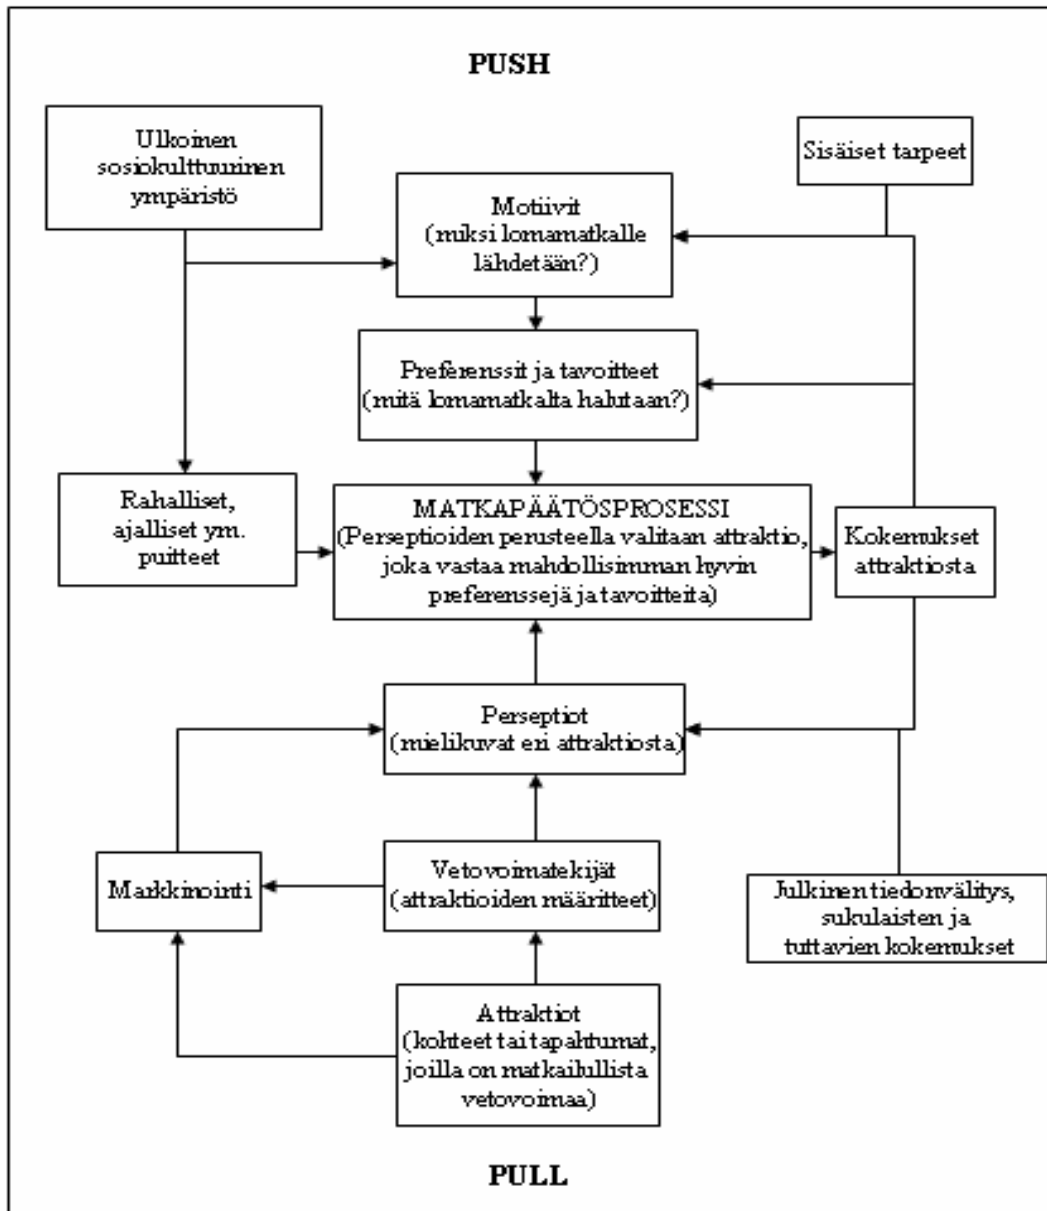 PUSH
Ulkoinen
sosiokulttuurinen
ympäristö
Sisäiset tarpeet
Motiivit
(miksi lomamatkalle
lähdetään?)
Preferenssit ja tavoitteet
(mitä lomamatkalta halutaan?)
Rahalliset,
ajalliset ym.
puitteet
MATKAPÄÄTÖSPROSESSI
(Perseptioiden perusteella valitaan attraktio,
joka vastaa mahdollisimman hyvin
preferenssejä ja tavoitteita)
Kokemukset
attraktiosta
Perseptiot
(mielikuvat eri attraktiosta)
Markkinointi
Vetovoimatekijät
(attraktioiden määritteet)
Julkinen tiedonvälitys,
sukulaisten ja
tuttavien kokemukset
Attraktiot
(kohteet tai tapahtumat,
joilla on matkailullista
vetovoimaa)
PULL